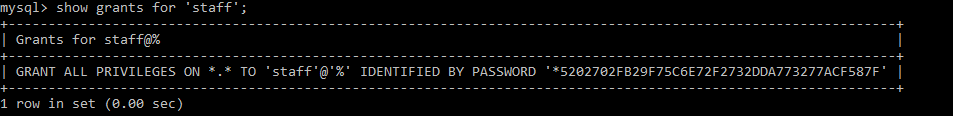 mysql> show grants for 'staff';
+-----------------------------------------------------------------------------------------------------------+
| Grants for staff@%                                                                                        |
+-----------------------------------------------------------------------------------------------------------+
| GRANT ALL PRIVILEGES ON *.* TO 'staff'@'%' IDENTIFIED BY PASSWORD '*5202702FB29F75C6E72F2732DDA773277ACF587F' |
+-----------------------------------------------------------------------------------------------------------+
1 row in set (0.00 sec)